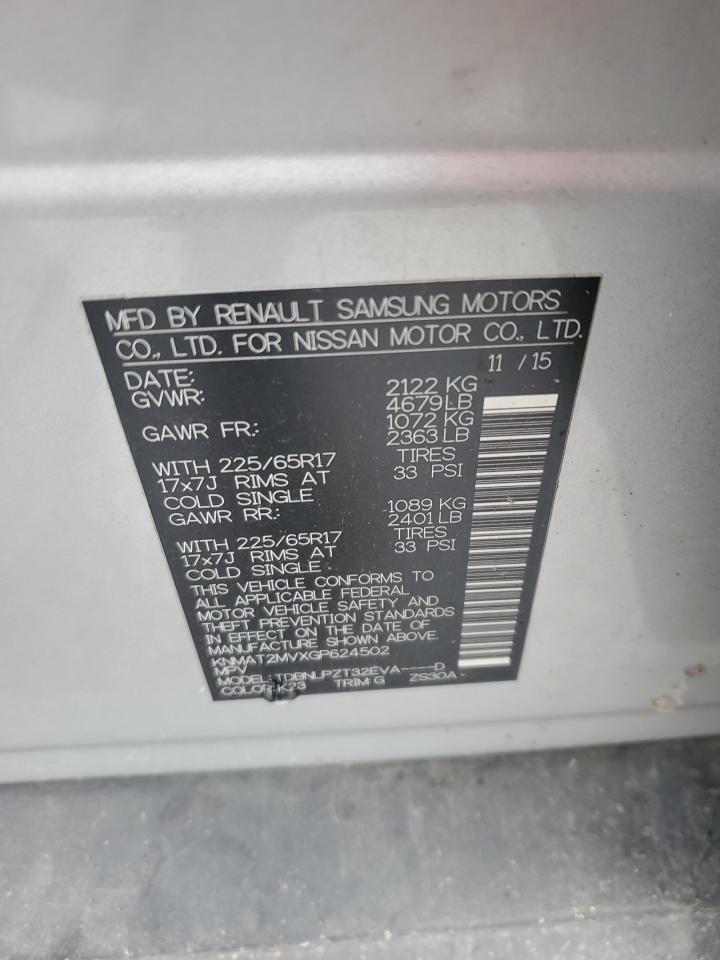 MFD BY RENAULT SAMSUNG MOTORS
CO., LTD. FOR NISSAN MOTOR CO., LTD.
DATE: 11 / 15
GVWR: 2122 KG
4679 LB
GAWR FR.: 1072 KG
2363 LB
WITH 225/65R17 TIRES
17x7J RIMS AT 33 PSI
COLD SINGLE
GAWR RR.: 1089 KG
2401 LB
WITH 225/65R17 TIRES
17x7J RIMS AT 33 PSI
COLD SINGLE
THIS VEHICLE CONFORMS TO
ALL APPLICABLE FEDERAL
MOTOR VEHICLE SAFETY AND
THEFT PREVENTION STANDARDS
IN EFFECT ON THE DATE OF
MANUFACTURE SHOWN ABOVE.
KNMAT2MVXGP624502
MPV
MODEL: TDBNLPZT32EVA----D
COLOR: K23 TRIM: G ZS30A-